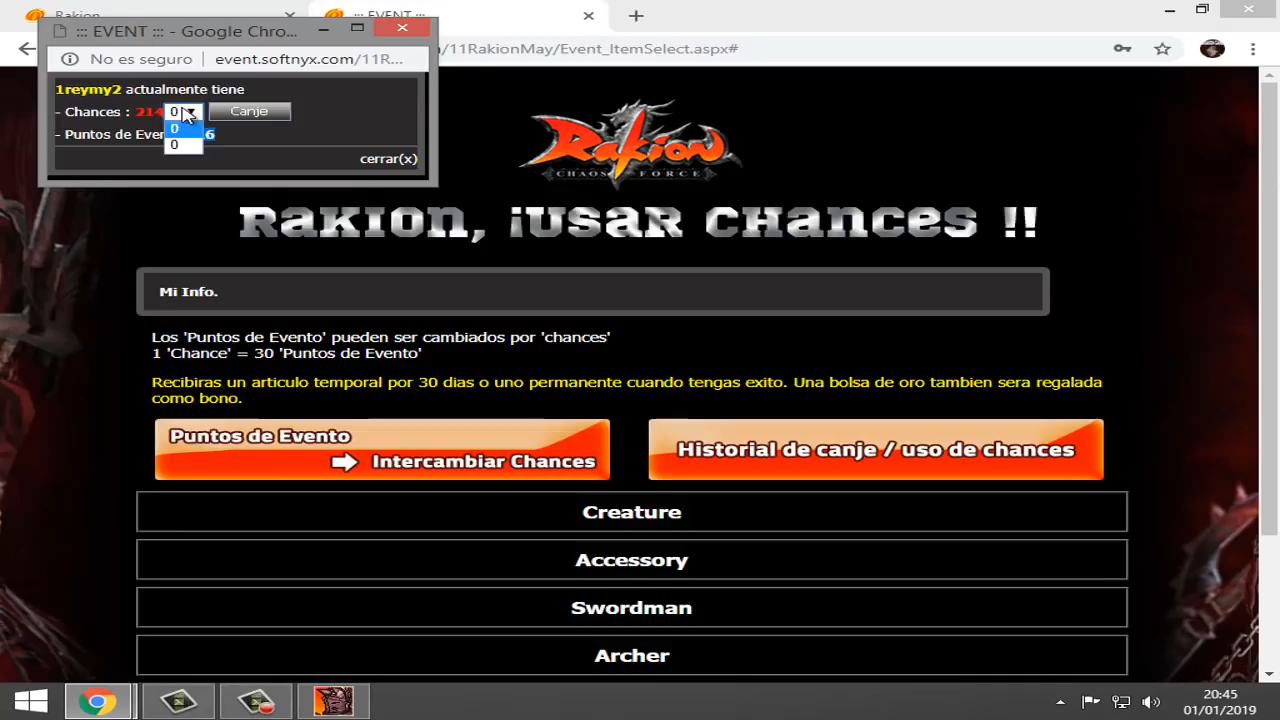 Rakion
::: EVENT :::
::: EVENT ::: - Google Chro...
No es seguro
event.softnyx.com/11R...
/11RakionMay/Event_ItemSelect.aspx#
1reymy2 actualmente tiene
- Chances : 214 0 Canje
0
- Puntos de Even 6
0
cerrar(x)
Rakion
CHAOS FORCE
RAKION, ¡USAR CHANCES !!
Mi Info.
Los 'Puntos de Evento' pueden ser cambiados por 'chances'
1 'Chance' = 30 'Puntos de Evento'
Recibiras un articulo temporal por 30 dias o uno permanente cuando tengas exito. Una bolsa de oro tambien sera regalada
como bono.
Puntos de Evento
Intercambiar Chances
Historial de canje / uso de chances
Creature
Accessory
Swordman
Archer
20:45
01/01/2019